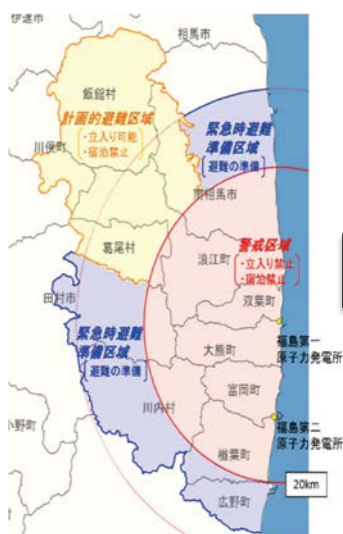 伊達市
相馬市
飯舘村
計画的避難区域
・立入り可能
・宿泊禁止
川俣町
緊急時避難
準備区域
避難の準備
南相馬市
浪江町
警戒区域
・立入り禁止
・宿泊禁止
葛尾村
双葉町
田村市
緊急時避難
準備区域
避難の準備
大熊町
福島第一
原子力発電所
富岡町
川内村
福島第二
原子力発電所
小野町
楢葉町
20km
広野町